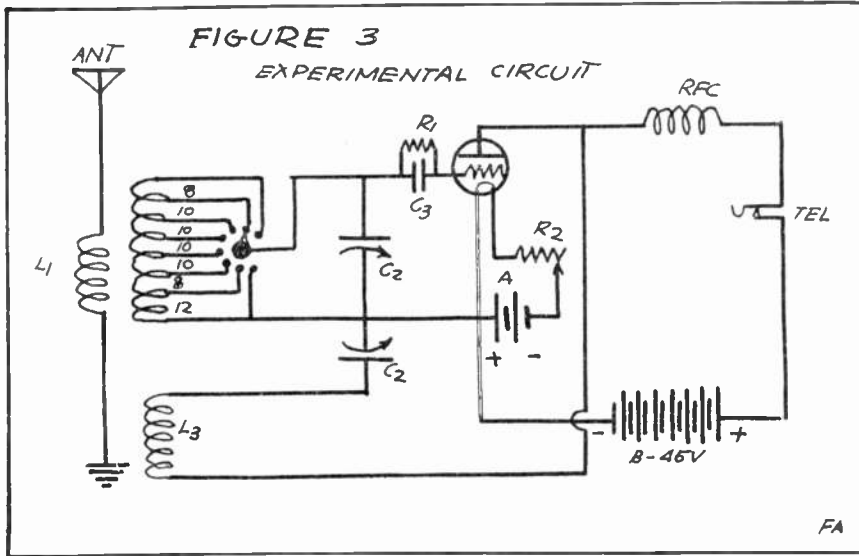 FIGURE 3
EXPERIMENTAL CIRCUIT
ANT
RFC
R1
C3
8
10
10
10
10
8
12
L1
TEL
R2
C2
A
+ -
C2
L3
- +
B-45V
FA